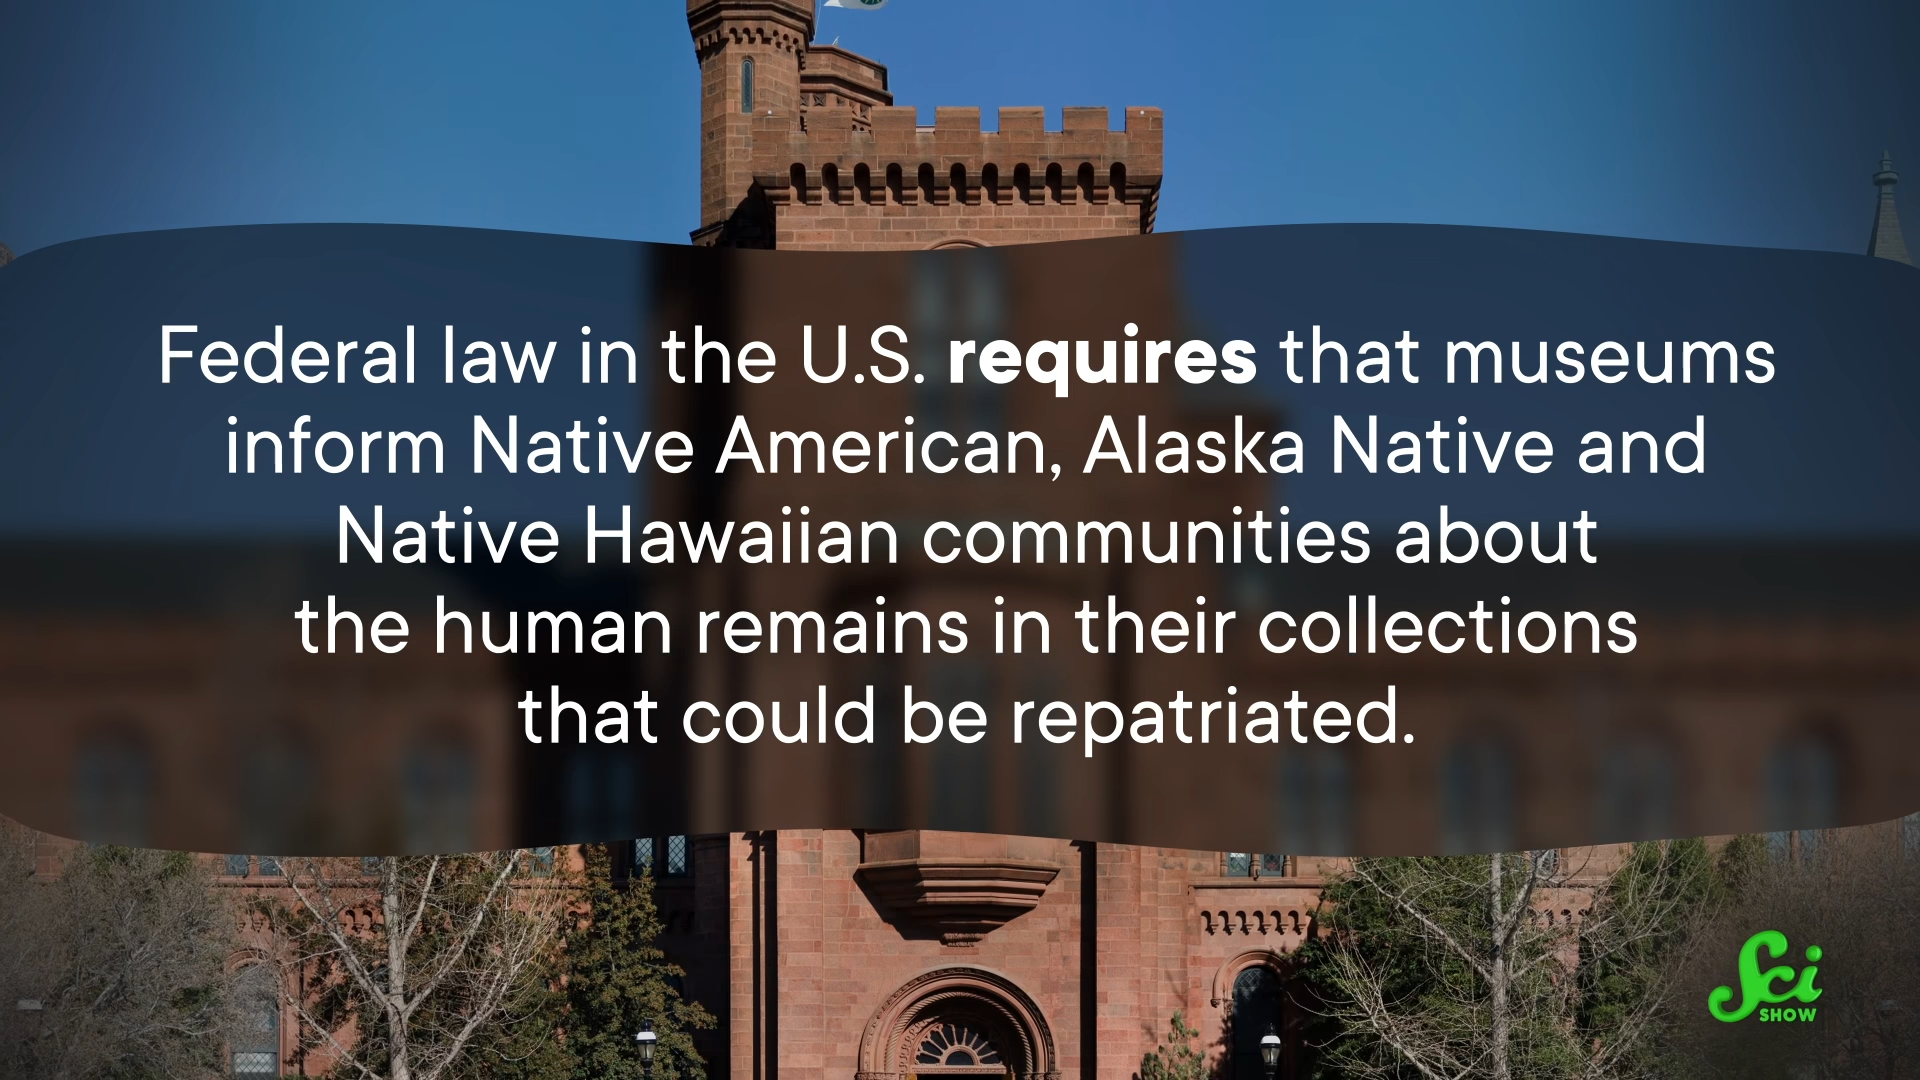 Federal law in the U.S. requires that museums
inform Native American, Alaska Native and
Native Hawaiian communities about
the human remains in their collections
that could be repatriated.
Sci
SHOW